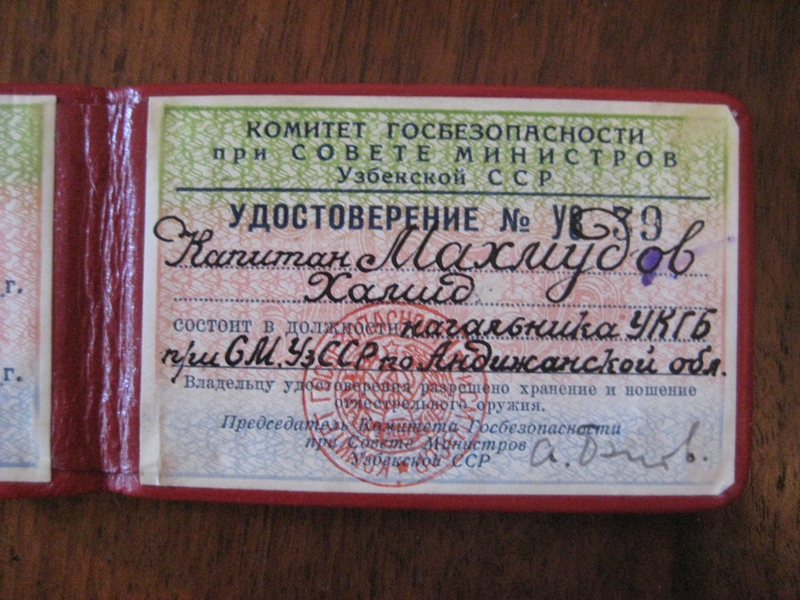 КОМИТЕТ ГОСБЕЗОПАСНОСТИ
при СОВЕТЕ МИНИСТРОВ
Узбекской ССР
УДОСТОВЕРЕНИЕ № 39
Капитан Махмудов
Хамид
состоит в должности начальника УКГБ
при СМ. УзССР по Андижанской обл.
Владельцу удостоверения разрешено хранение и ношение
огнестрельного оружия.
Председатель Комитета Госбезопасности
при Совете Министров
Узбекской ССР
г.
г.